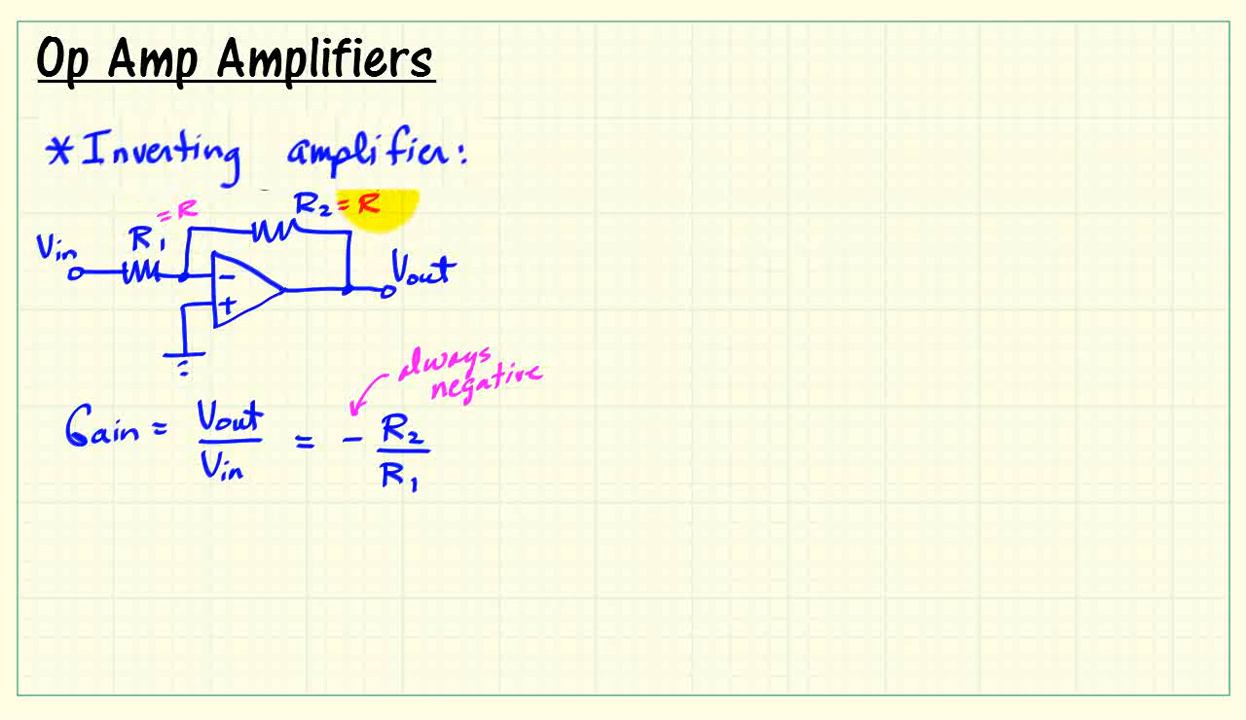 Op Amp Amplifiers
* Inverting amplifier:
R₂ = R
R₁ = R
Vin
Vout
−
+
always
negative
Gain = Vout/Vin = − R₂/R₁